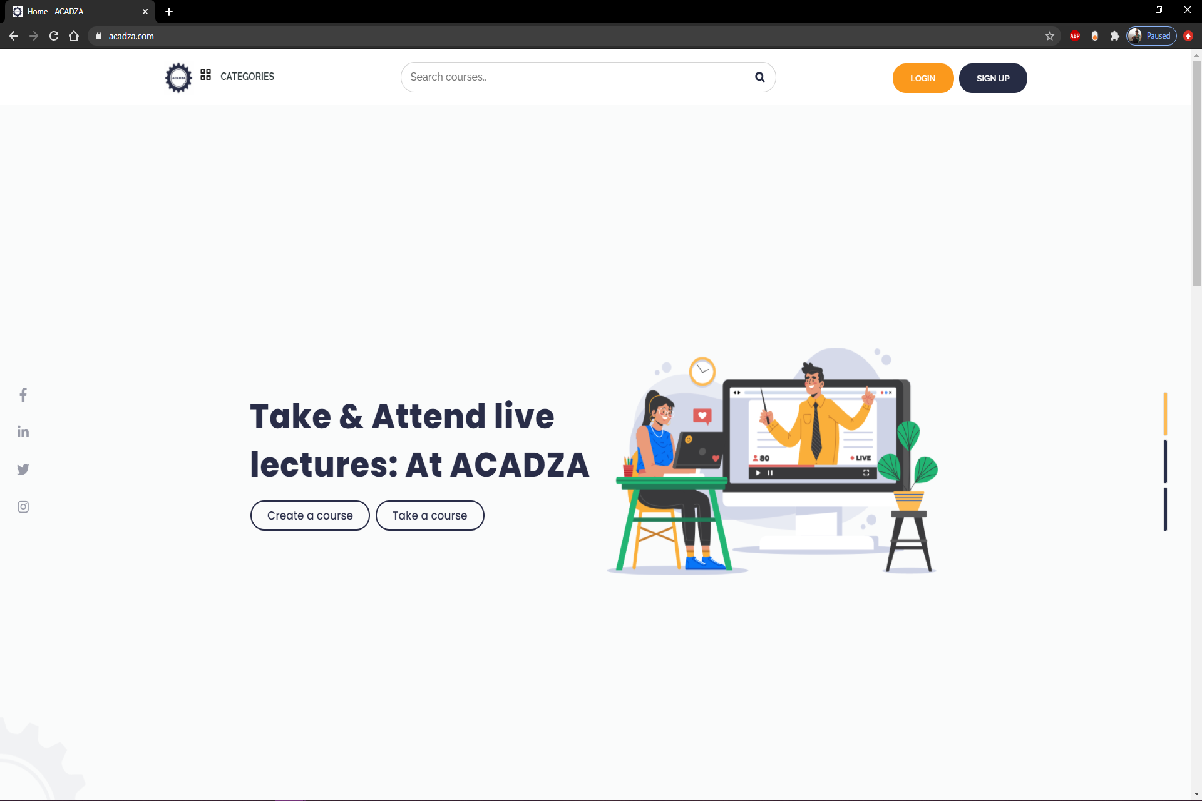 Home - ACADZA
acadza.com
ABP
Paused
CATEGORIES
Search courses..
LOGIN
SIGN UP
Take & Attend live
lectures: At ACADZA
Create a course
Take a course
80
LIVE